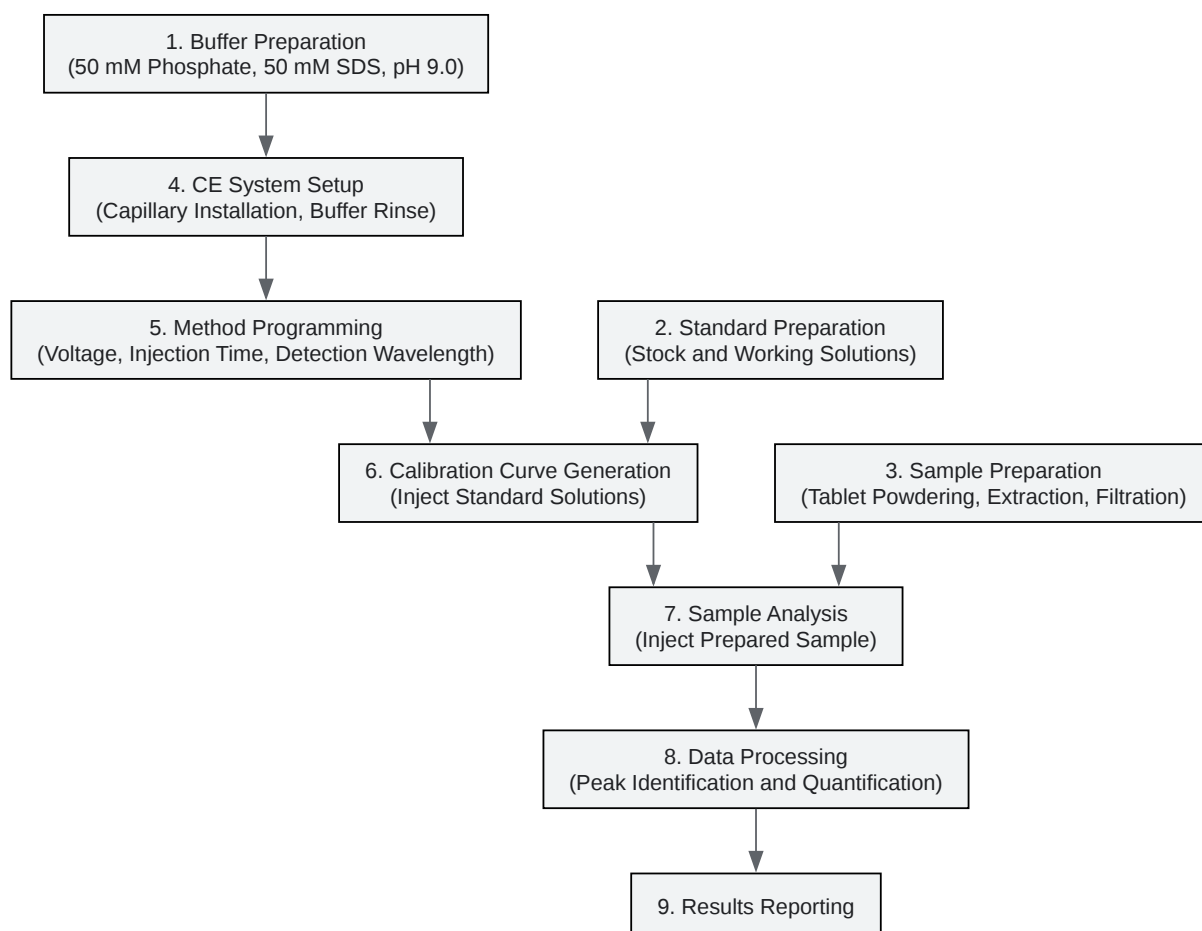 1. Buffer Preparation
(50 mM Phosphate, 50 mM SDS, pH 9.0)
4. CE System Setup
(Capillary Installation, Buffer Rinse)
5. Method Programming
(Voltage, Injection Time, Detection Wavelength)
2. Standard Preparation
(Stock and Working Solutions)
6. Calibration Curve Generation
(Inject Standard Solutions)
3. Sample Preparation
(Tablet Powdering, Extraction, Filtration)
7. Sample Analysis
(Inject Prepared Sample)
8. Data Processing
(Peak Identification and Quantification)
9. Results Reporting